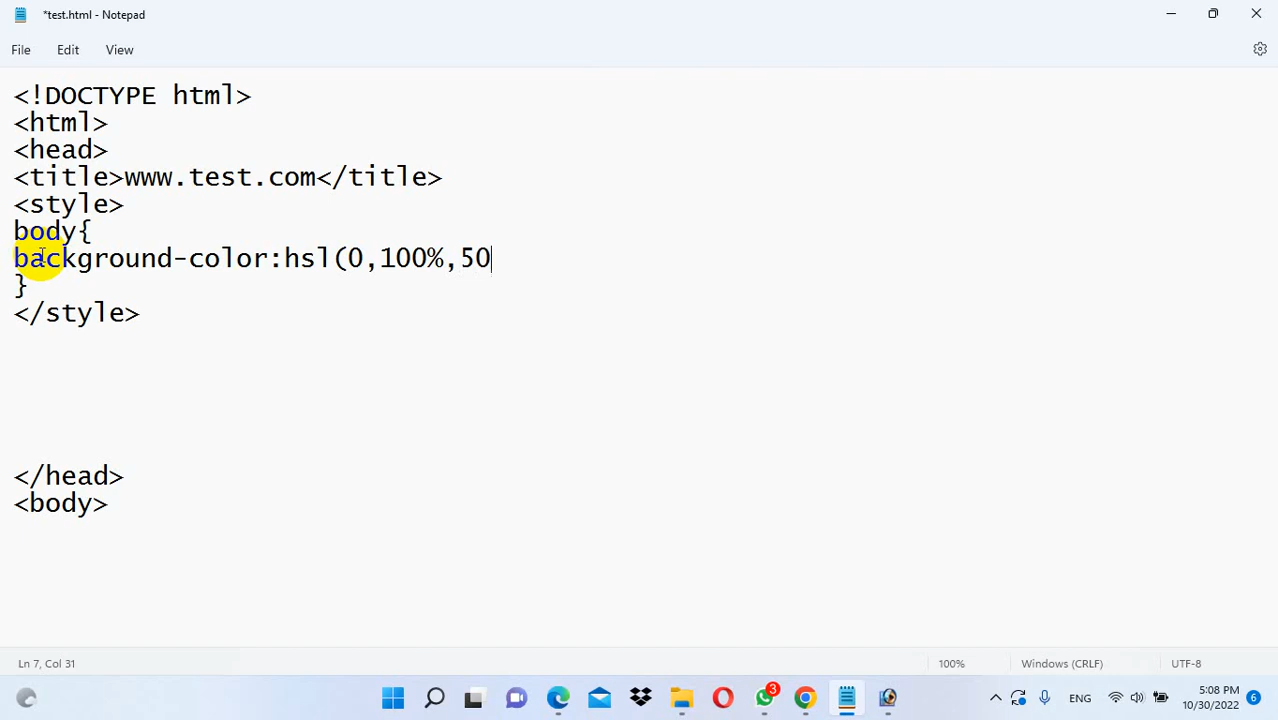 *test.html - Notepad
File Edit View
<!DOCTYPE html>
<html>
<head>
<title>www.test.com</title>
<style>
body{
background-color:hsl(0,100%,50
}
</style>
</head>
<body>
Ln 7, Col 31 100% Windows (CRLF) UTF-8
3
ENG
5:08 PM
10/30/2022
6